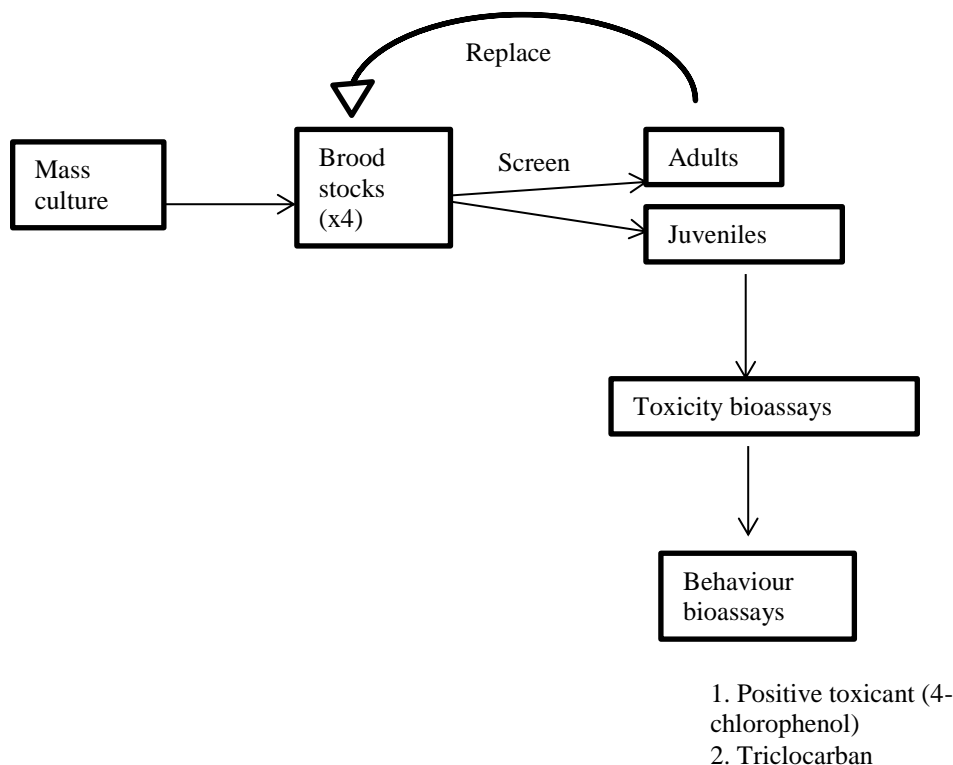 Replace
Mass
culture
Brood
stocks
(x4)
Screen
Adults
Juveniles
Toxicity bioassays
Behaviour
bioassays
1. Positive toxicant (4-
chlorophenol)
2. Triclocarban